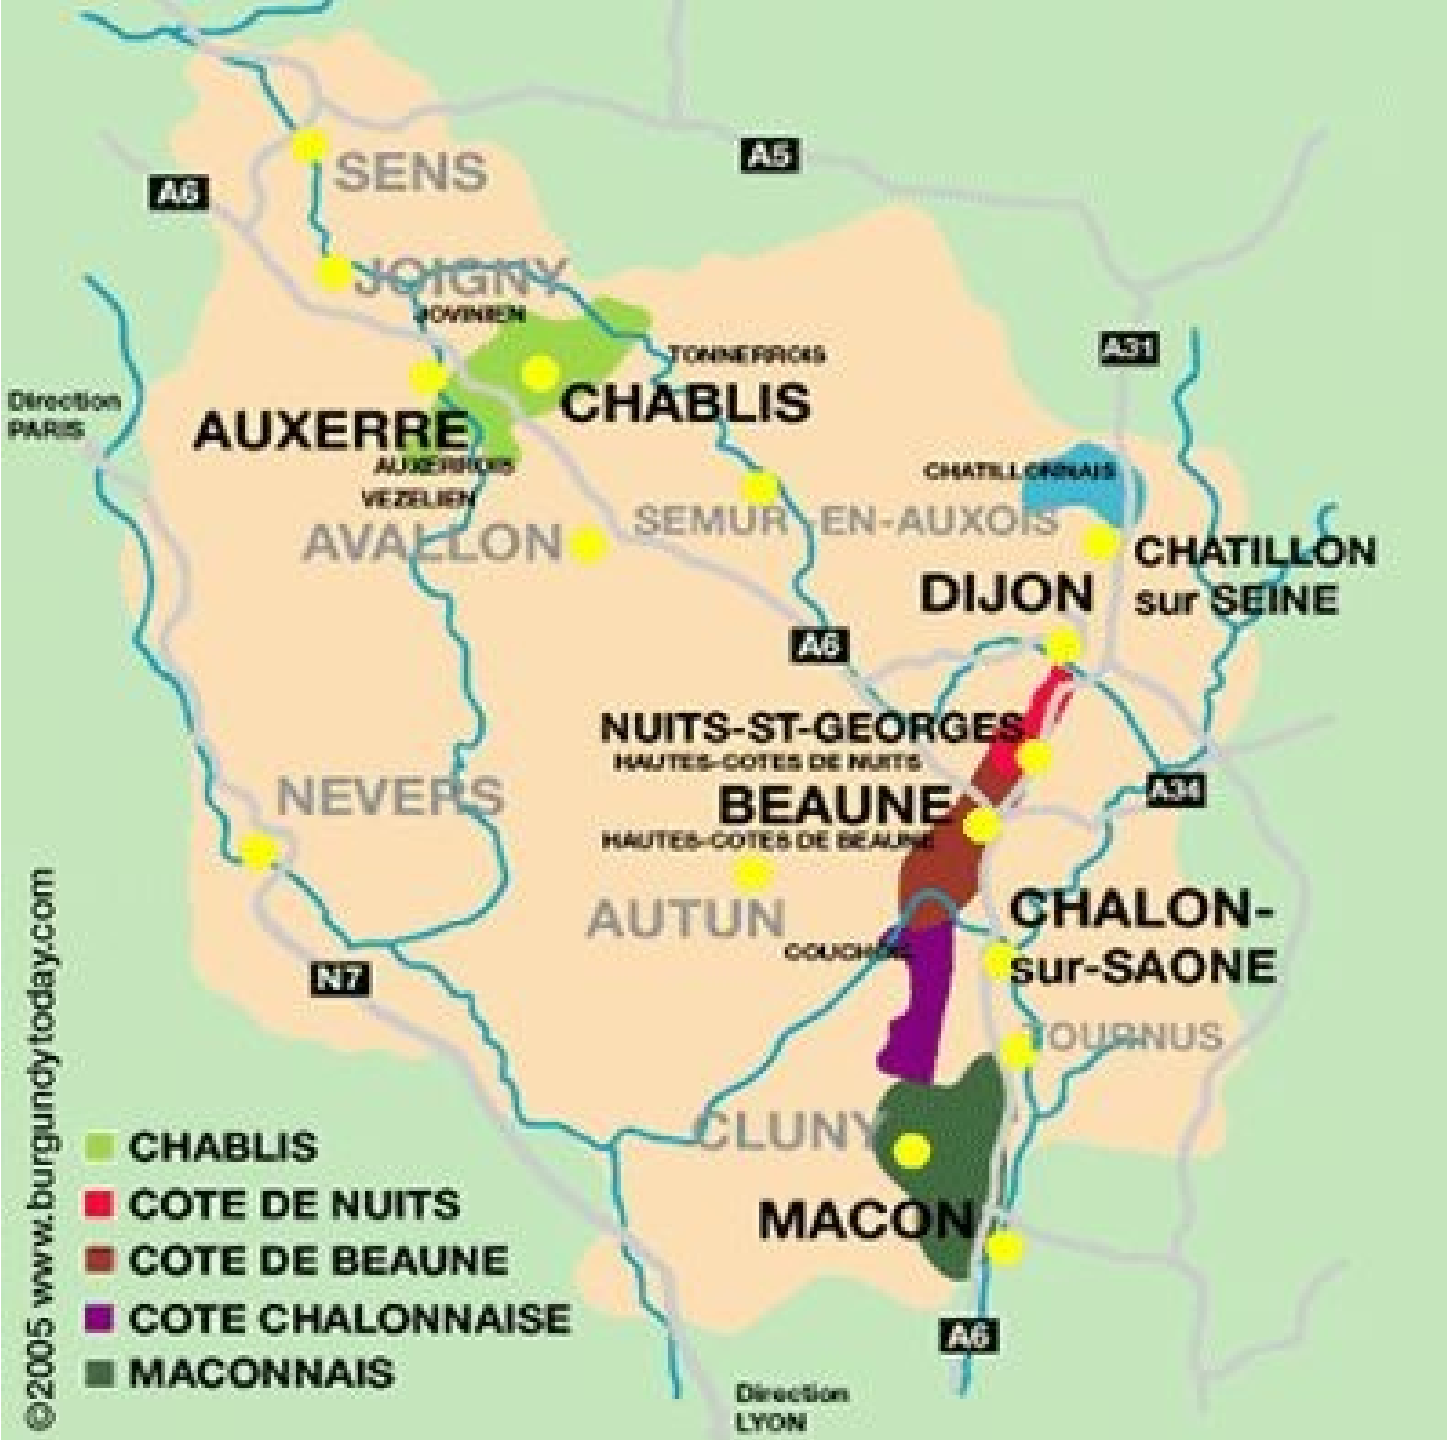 SENS
A5
A6
JOIGNY
JOVINIEN
A31
TONNERROIS
Direction
PARIS
CHABLIS
AUXERRE
AUXERROIS
CHATILLONNAIS
VEZELIEN
SEMUR-EN-AUXOIS
AVALLON
CHATILLON
sur SEINE
DIJON
A6
NUITS-ST-GEORGES
HAUTES-COTES DE NUITS
NEVERS
BEAUNE
HAUTES-COTES DE BEAUNE
AUTUN
CHALON-
sur-SAONE
COUCHOIS
N7
TOURNUS
CLUNY
MACON
CHABLIS
COTE DE NUITS
COTE DE BEAUNE
COTE CHALONNAISE
MACONNAIS
A6
Direction
LYON
©2005 www.burgundytoday.com